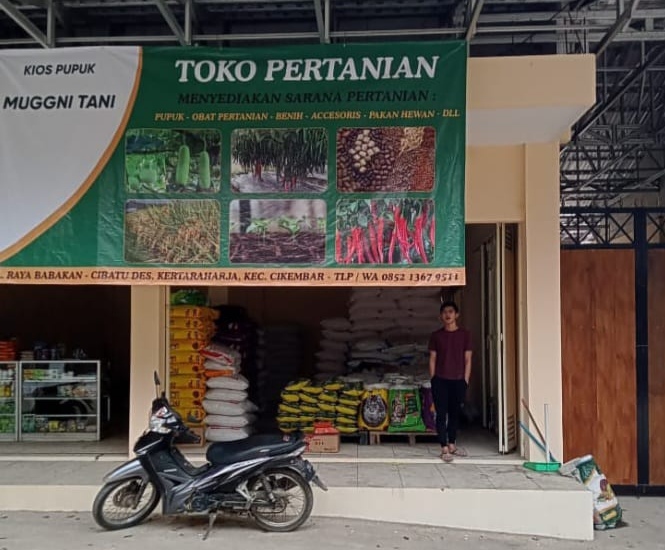 KIOS PUPUK
MUGGNI TANI
TOKO PERTANIAN
MENYEDIAKAN SARANA PERTANIAN :
PUPUK - OBAT PERTANIAN - BENIH - ACCESORIS - PAKAN HEWAN - DLL
. RAYA BABAKAN - CIBATU DES. KERTARAHARJA, KEC. CIKEMBAR - TLP / WA 0852 1367 9511